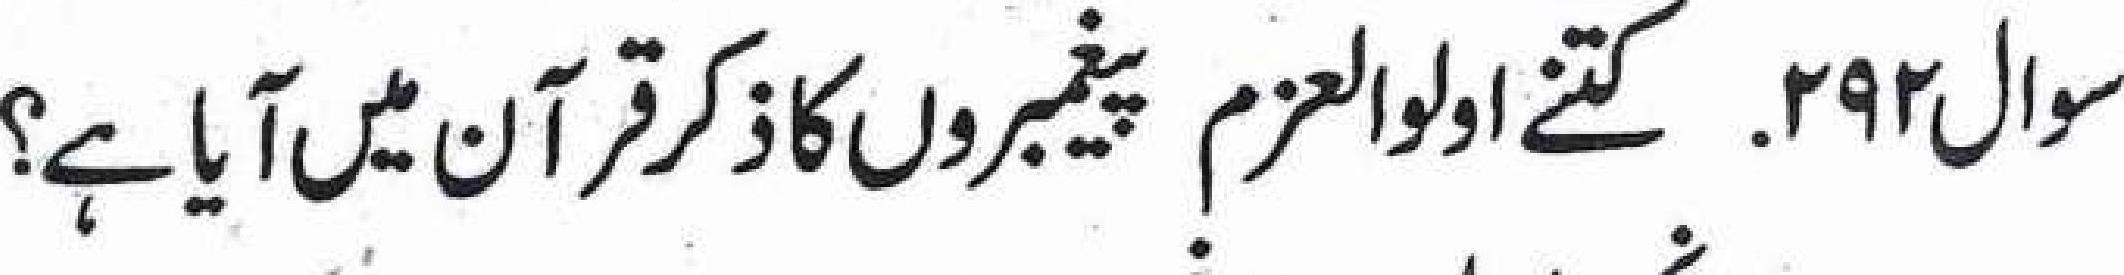 سوال۲۹۲. کتنے اولوالعزم پیغمبروں کا ذکر قرآن میں آیا ہے؟